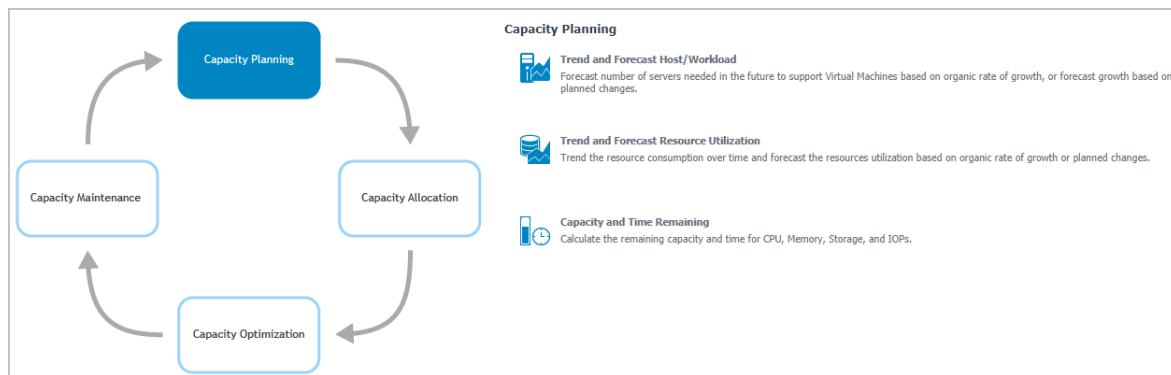 Capacity Planning
Capacity Maintenance
Capacity Allocation
Capacity Optimization
Capacity Planning
Trend and Forecast Host/Workload
Forecast number of servers needed in the future to support Virtual Machines based on organic rate of growth, or forecast growth based on
planned changes.
Trend and Forecast Resource Utilization
Trend the resource consumption over time and forecast the resources utilization based on organic rate of growth or planned changes.
Capacity and Time Remaining
Calculate the remaining capacity and time for CPU, Memory, Storage, and IOPs.